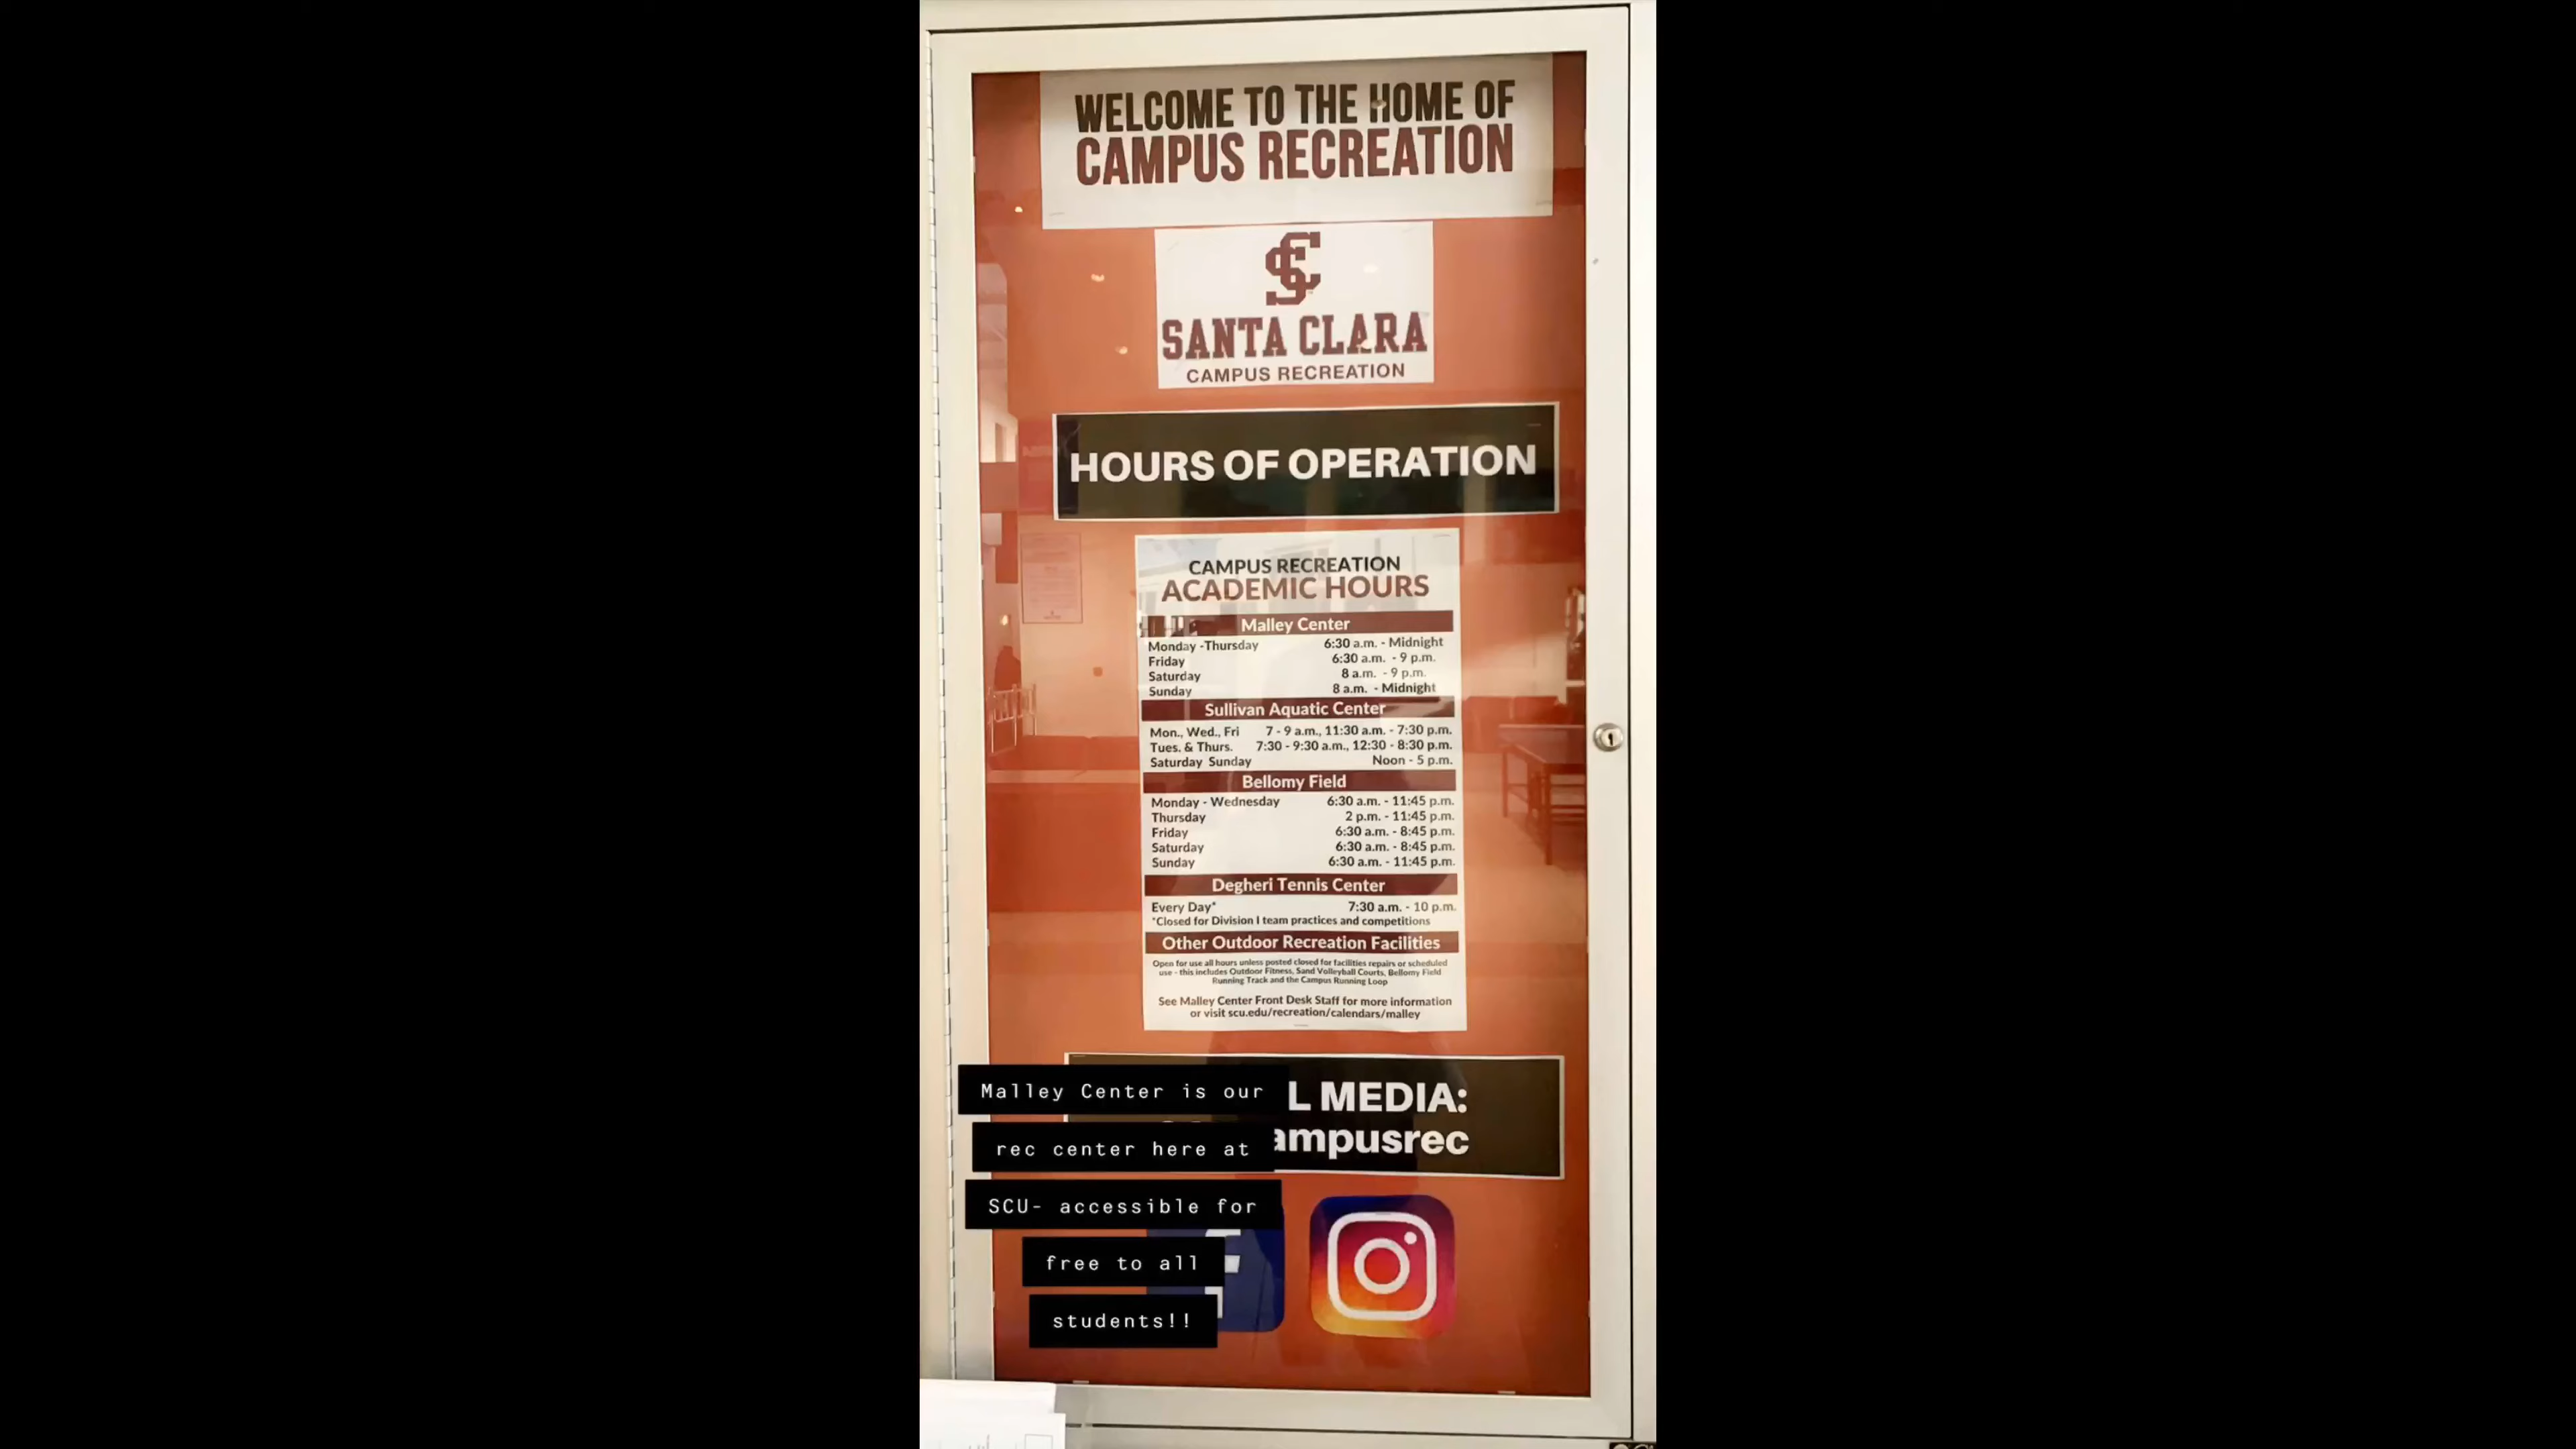 WELCOME TO THE HOME OF
CAMPUS RECREATION
SC
SANTA CLARA
CAMPUS RECREATION
HOURS OF OPERATION
CAMPUS RECREATION
ACADEMIC HOURS
Malley Center
Monday -Thursday 6:30 a.m. - Midnight
Friday 6:30 a.m. - 9 p.m.
Saturday 8 a.m. - 9 p.m.
Sunday 8 a.m. - Midnight
Sullivan Aquatic Center
Mon., Wed., Fri 7 - 9 a.m., 11:30 a.m. - 7:30 p.m.
Tues. & Thurs. 7:30 - 9:30 a.m., 12:30 - 8:30 p.m.
Saturday Sunday Noon - 5 p.m.
Bellomy Field
Monday - Wednesday 6:30 a.m. - 11:45 p.m.
Thursday 2 p.m. - 11:45 p.m.
Friday 6:30 a.m. - 8:45 p.m.
Saturday 6:30 a.m. - 8:45 p.m.
Sunday 6:30 a.m. - 11:45 p.m.
Degheri Tennis Center
Every Day* 7:30 a.m. - 10 p.m.
*Closed for Division I team practices and competitions
Other Outdoor Recreation Facilities
Open for use all hours unless posted closed for facilities repairs or scheduled
use - this includes Outdoor Fitness, Sand Volleyball Courts, Bellomy Field
Running Track and the Campus Running Loop
See Malley Center Front Desk Staff for more information
or visit scu.edu/recreation/calendars/malley
L MEDIA:
ampusrec
Malley Center is our
rec center here at
SCU- accessible for
free to all
students!!